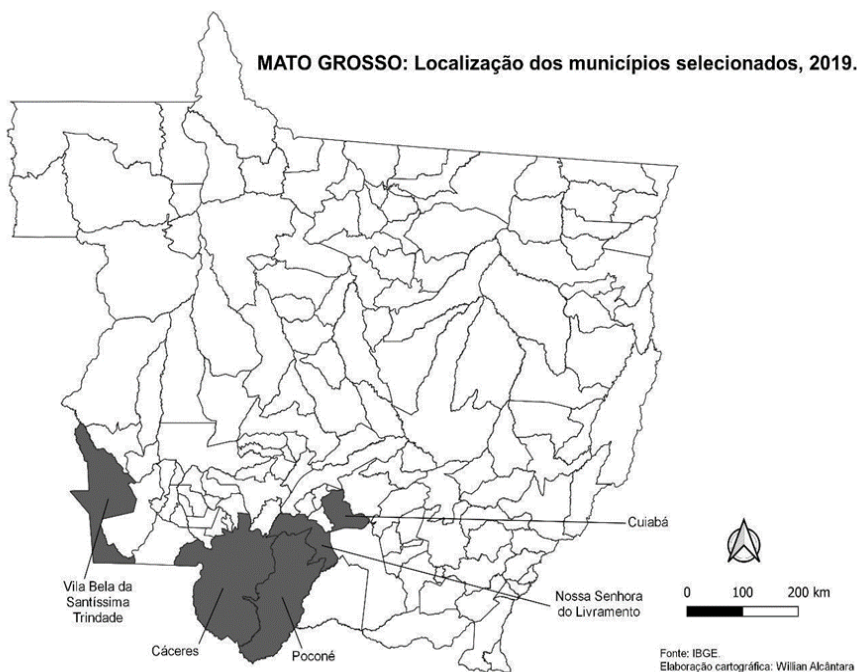 MATO GROSSO: Localização dos municípios selecionados, 2019.
Cuiabá
Vila Bela da
Santíssima
Trindade
Nossa Senhora
do Livramento
Cáceres
Poconé
0 100 200 km
Fonte: IBGE.
Elaboração cartográfica: Willian Alcântara